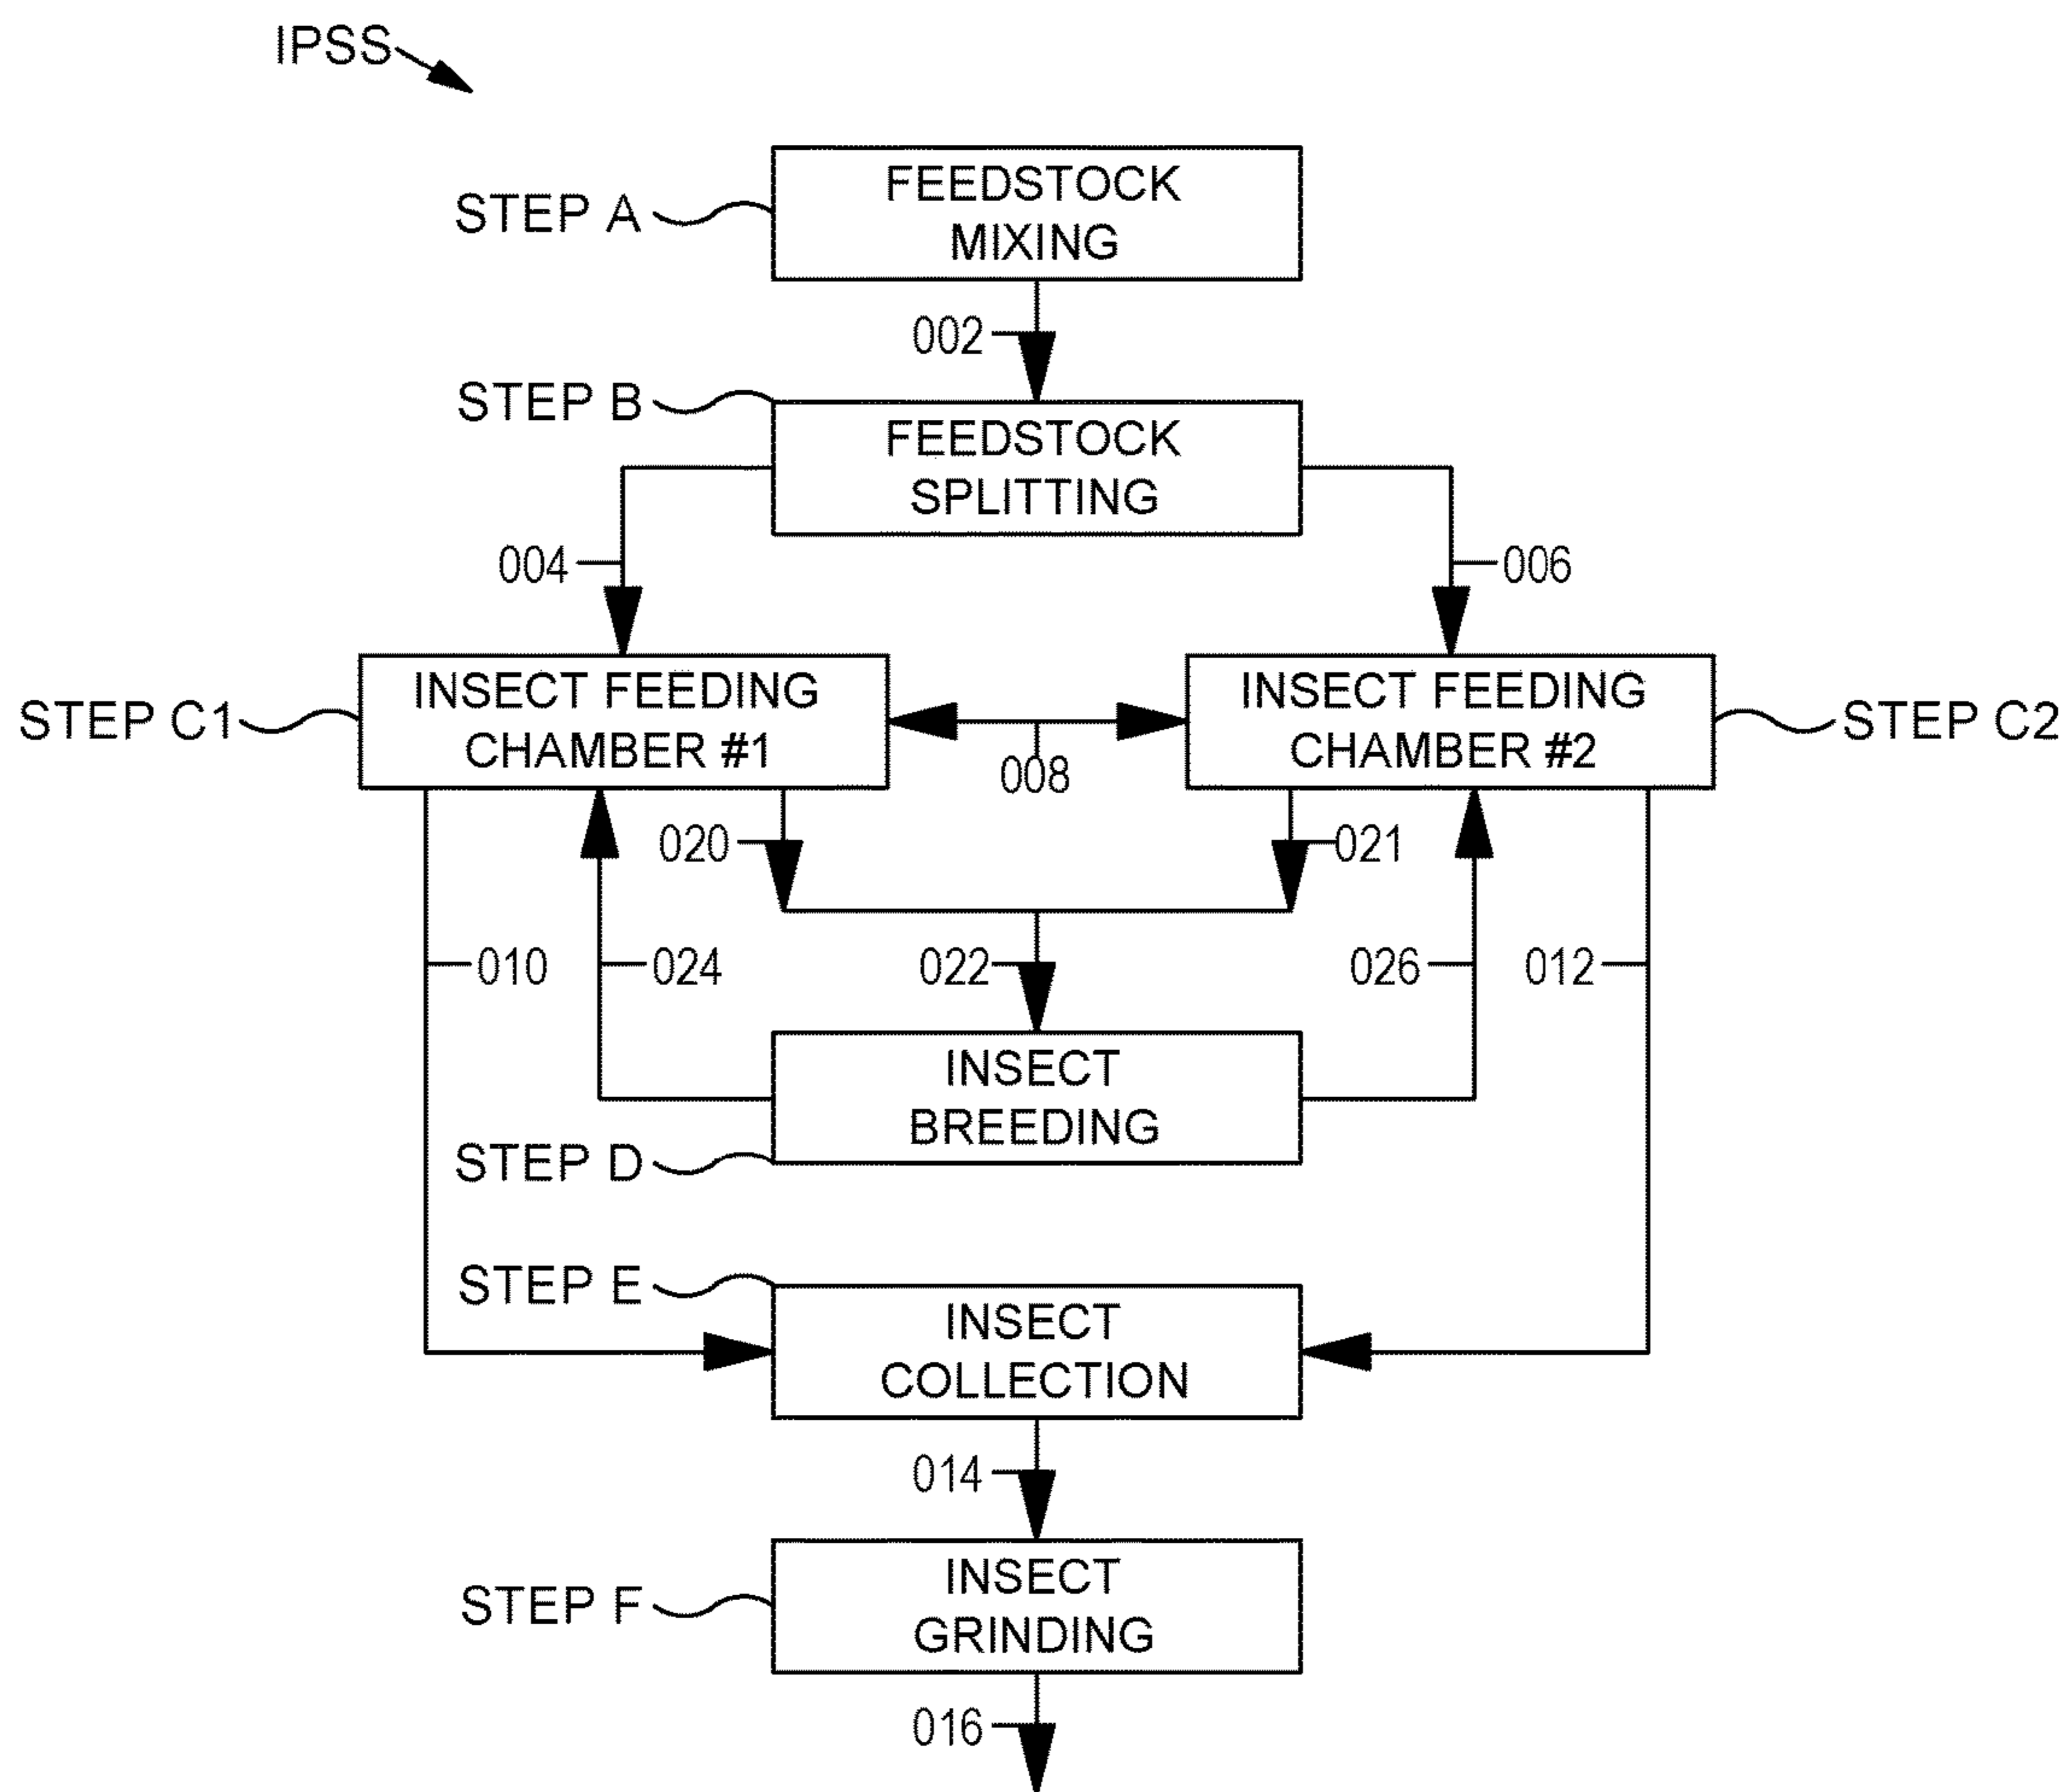 IPSS
STEP A
FEEDSTOCK
MIXING
002
STEP B
FEEDSTOCK
SPLITTING
004
006
STEP C1
INSECT FEEDING
CHAMBER #1
008
INSECT FEEDING
CHAMBER #2
STEP C2
020
021
010
024
022
026
012
INSECT
BREEDING
STEP D
STEP E
INSECT
COLLECTION
014
STEP F
INSECT
GRINDING
016